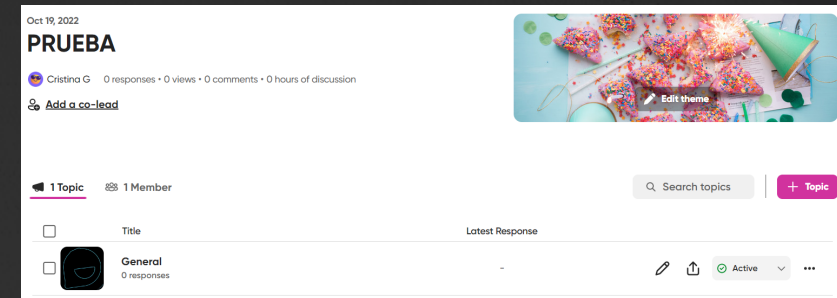 Oct 19, 2022
PRUEBA
Cristina G 0 responses • 0 views • 0 comments • 0 hours of discussion
Add a co-lead
Edit theme
1 Topic 1 Member
Search topics
+ Topic
Title Latest Response
General
0 responses
-
Active